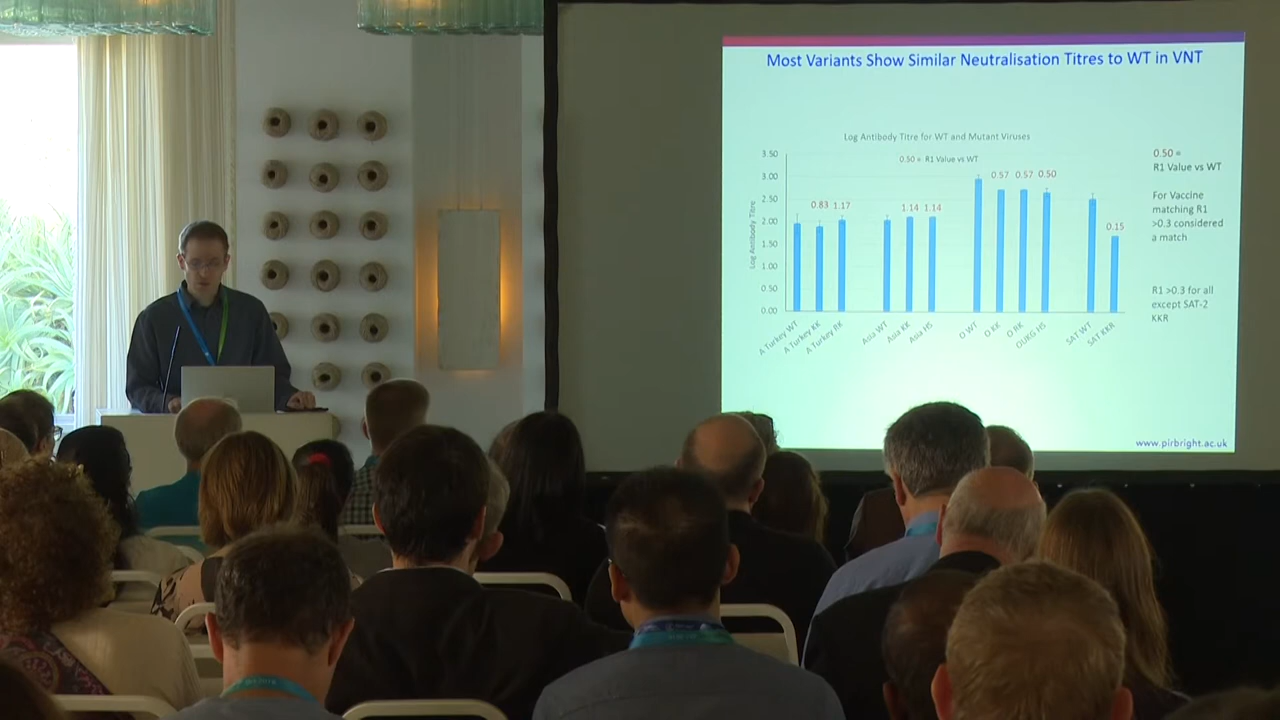 Most Variants Show Similar Neutralisation Titres to WT in VNT
Log Antibody Titre for WT and Mutant Viruses
0.50 = R1 Value vs WT
Log Antibody Titre
3.50
3.00
2.50
2.00
1.50
1.00
0.50
0.00
0.83 1.17
1.14 1.14
0.57 0.57 0.50
0.15
A Turkey WT
A Turkey KK
A Turkey RK
Asia WT
Asia KK
Asia HS
O WT
O KK
O RK
OUKG HS
SAT WT
SAT KKR
0.50 =
R1 Value vs WT
For Vaccine
matching R1
>0.3 considered
a match
R1 >0.3 for all
except SAT-2
KKR
www.pirbright.ac.uk